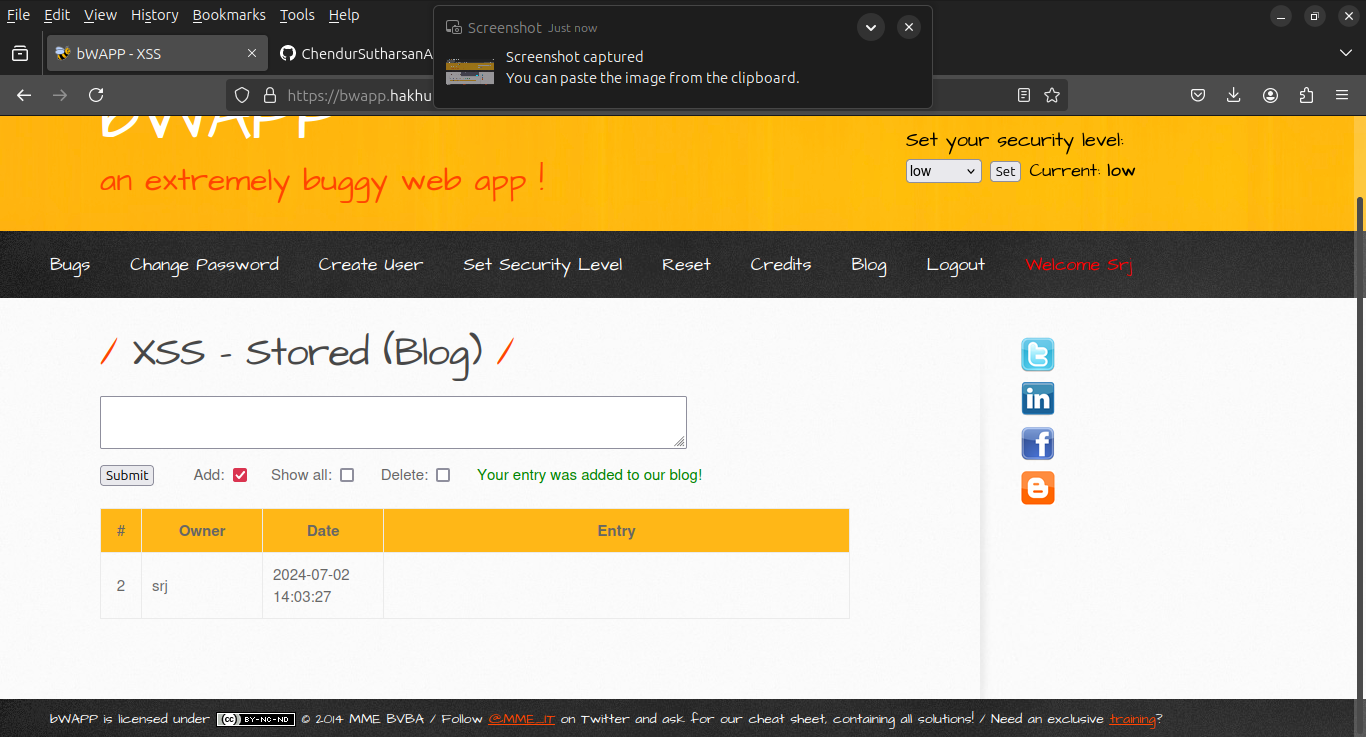 File Edit View History Bookmarks Tools Help
Screenshot Just now
Screenshot captured
You can paste the image from the clipboard.
bWAPP - XSS
ChendurSutharsanA
https://bwapp.hakhu
bWAPP
an extremely buggy web app !
Set your security level:
low Set Current: low
Bugs Change Password Create User Set Security Level Reset Credits Blog Logout Welcome Srj
/ XSS - Stored (Blog) /
Submit Add: Show all: Delete: Your entry was added to our blog!
# Owner Date Entry
2 srj 2024-07-02
14:03:27
bWAPP is licensed under (cc) BY-NC-ND © 2014 MME BVBA / Follow @MME_IT on Twitter and ask for our cheat sheet, containing all solutions! / Need an exclusive training?